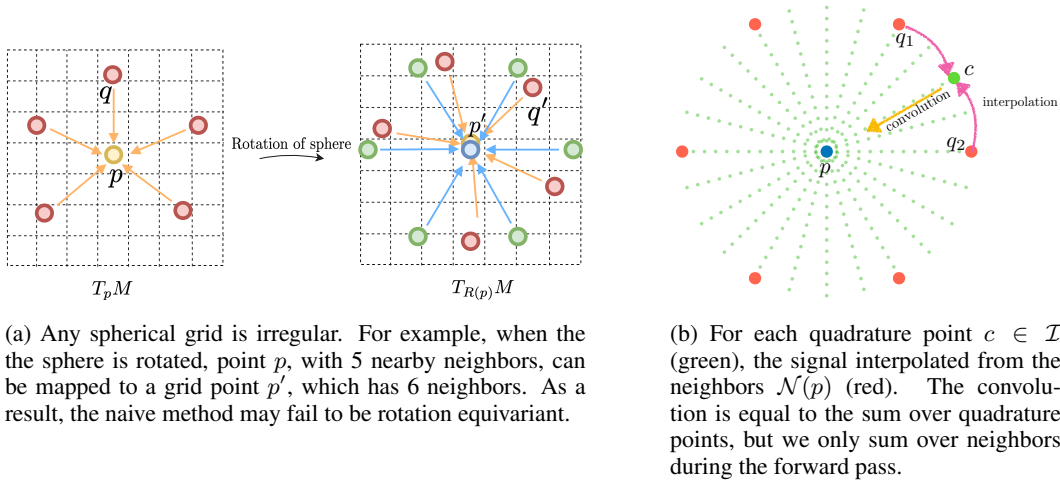 q
p
T_pM
Rotation of sphere
p′
q′
T_{R(p)}M
q_1
c
convolution
interpolation
q_2
p
(a) Any spherical grid is irregular. For example, when the
the sphere is rotated, point p, with 5 nearby neighbors, can
be mapped to a grid point p′, which has 6 neighbors. As a
result, the naive method may fail to be rotation equivariant.
(b) For each quadrature point c ∈ ℐ
(green), the signal interpolated from the
neighbors 𝒩(p) (red). The convolu-
tion is equal to the sum over quadrature
points, but we only sum over neighbors
during the forward pass.